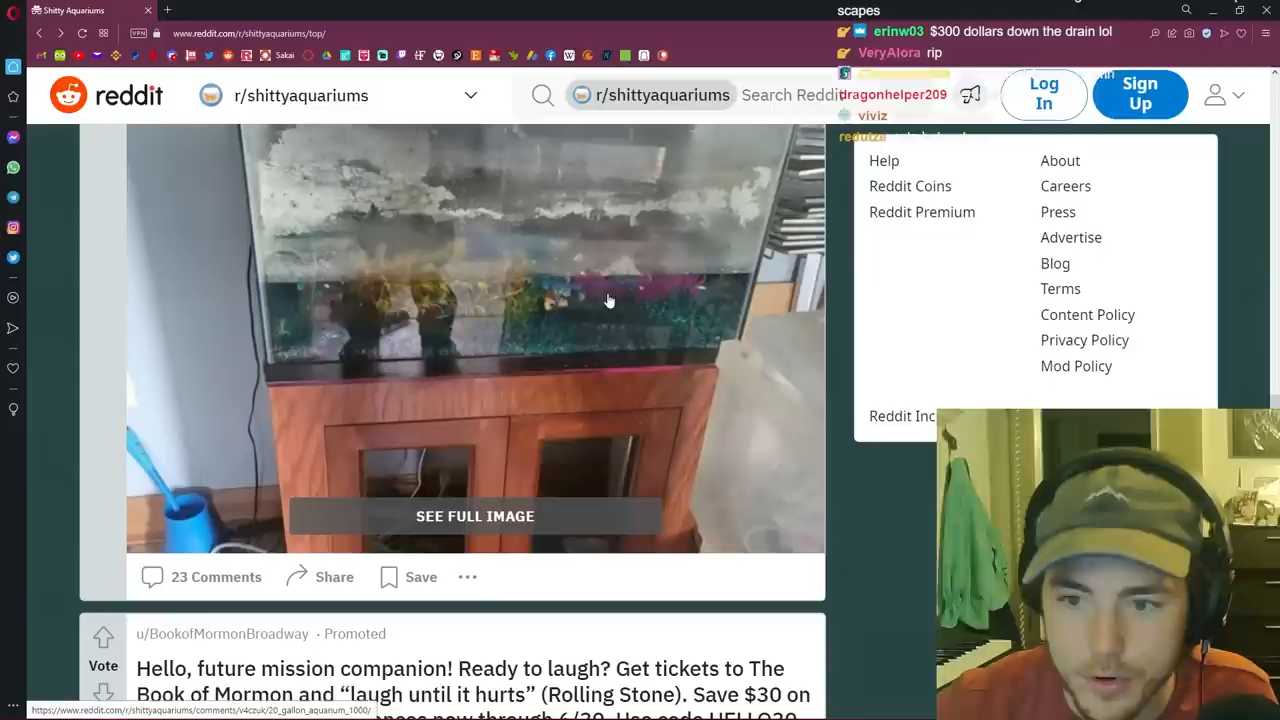 Shitty Aquariums
scapes
VPN
www.reddit.com/r/shittyaquariums/top/
erinw03 $300 dollars down the drain lol
VeryAlora rip
Sakai
reddit
r/shittyaquariums
r/shittyaquariums
Search Reddit
dragonhelper209
viviz
Log In
Sign Up
Help
About
Reddit Coins
Careers
Reddit Premium
Press
Advertise
Blog
Terms
Content Policy
Privacy Policy
Mod Policy
Reddit Inc
SEE FULL IMAGE
23 Comments
Share
Save
u/BookofMormonBroadway · Promoted
Vote
Hello, future mission companion! Ready to laugh? Get tickets to The
Book of Mormon and “laugh until it hurts” (Rolling Stone). Save $30 on
https://www.reddit.com/r/shittyaquariums/comments/v4czuk/20_gallon_aquanum_1000/